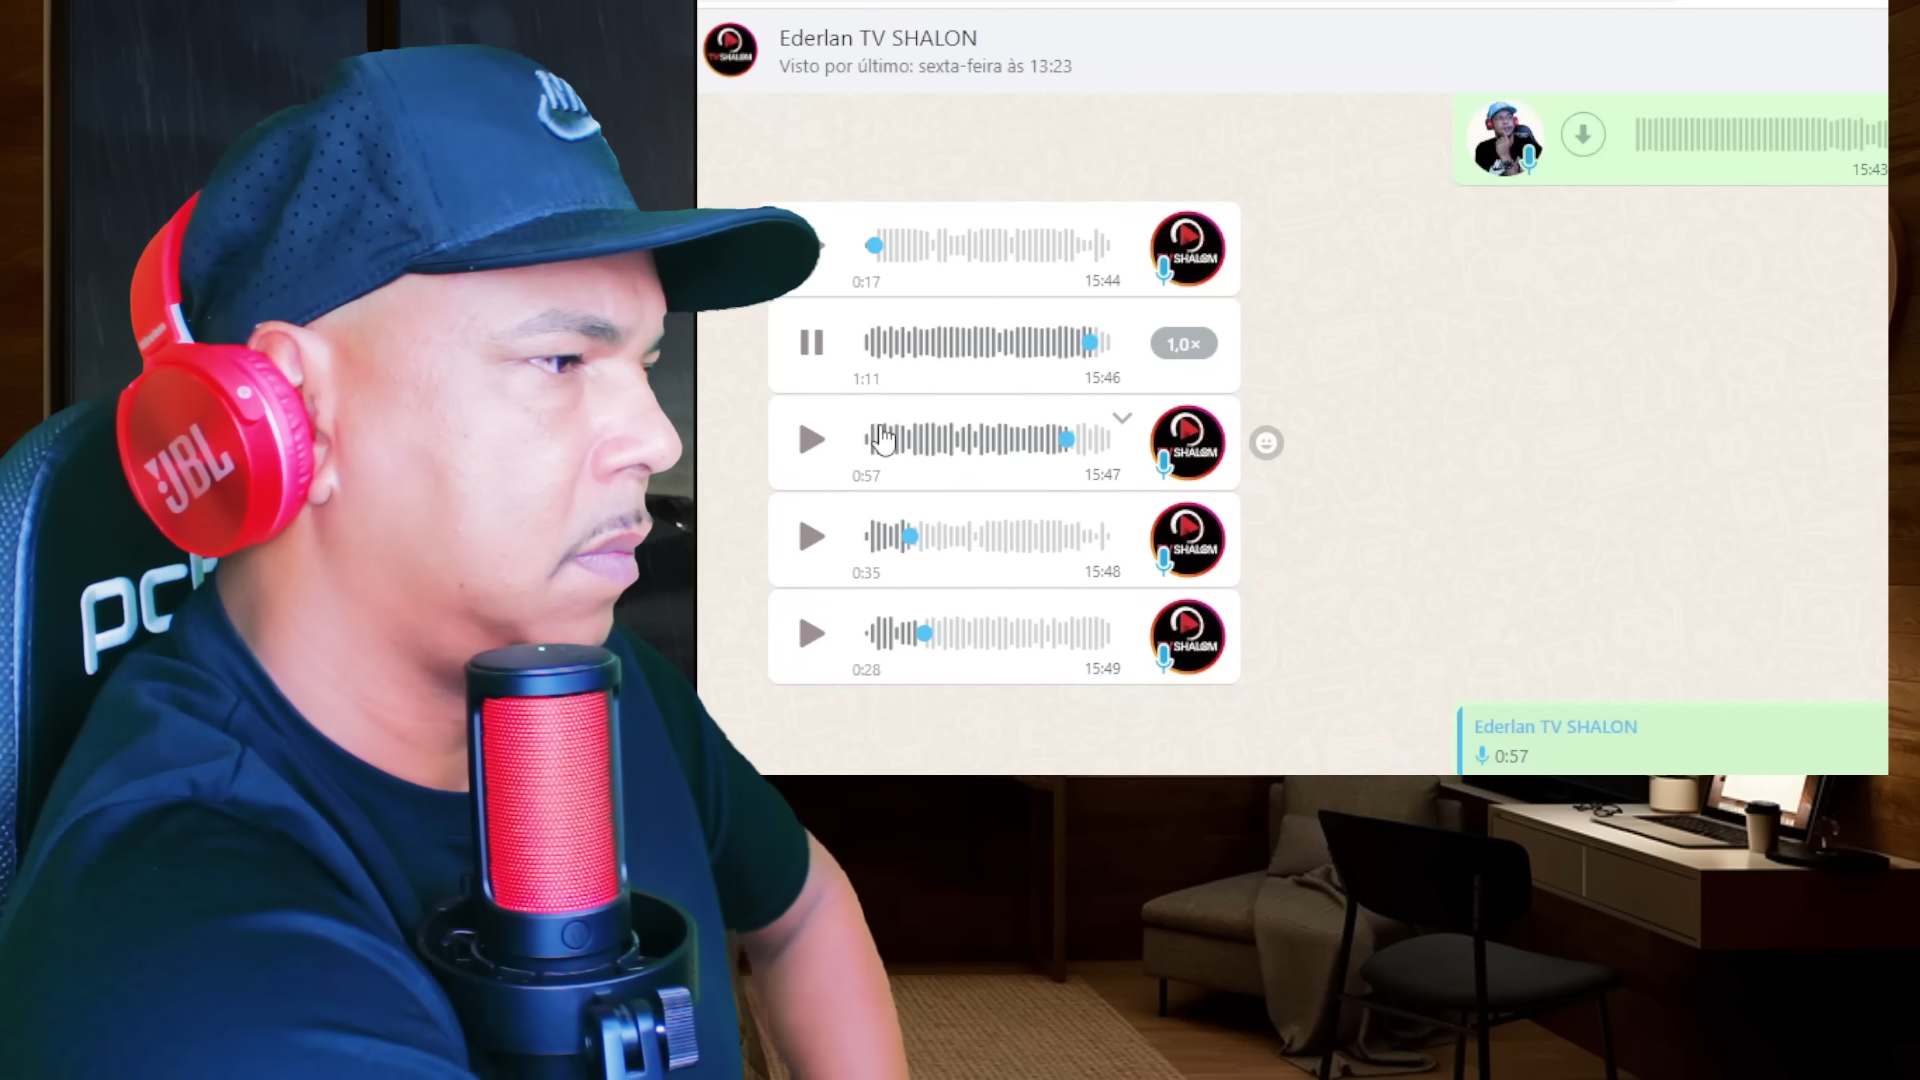 Ederlan TV SHALON
Visto por último: sexta-feira às 13:23
15:43
TV SHALOM
0:17
15:44
SHALOM
1:11
15:46
1,0×
0:57
15:47
SHALOM
0:35
15:48
SHALOM
0:28
15:49
SHALOM
Ederlan TV SHALON
0:57
JBL